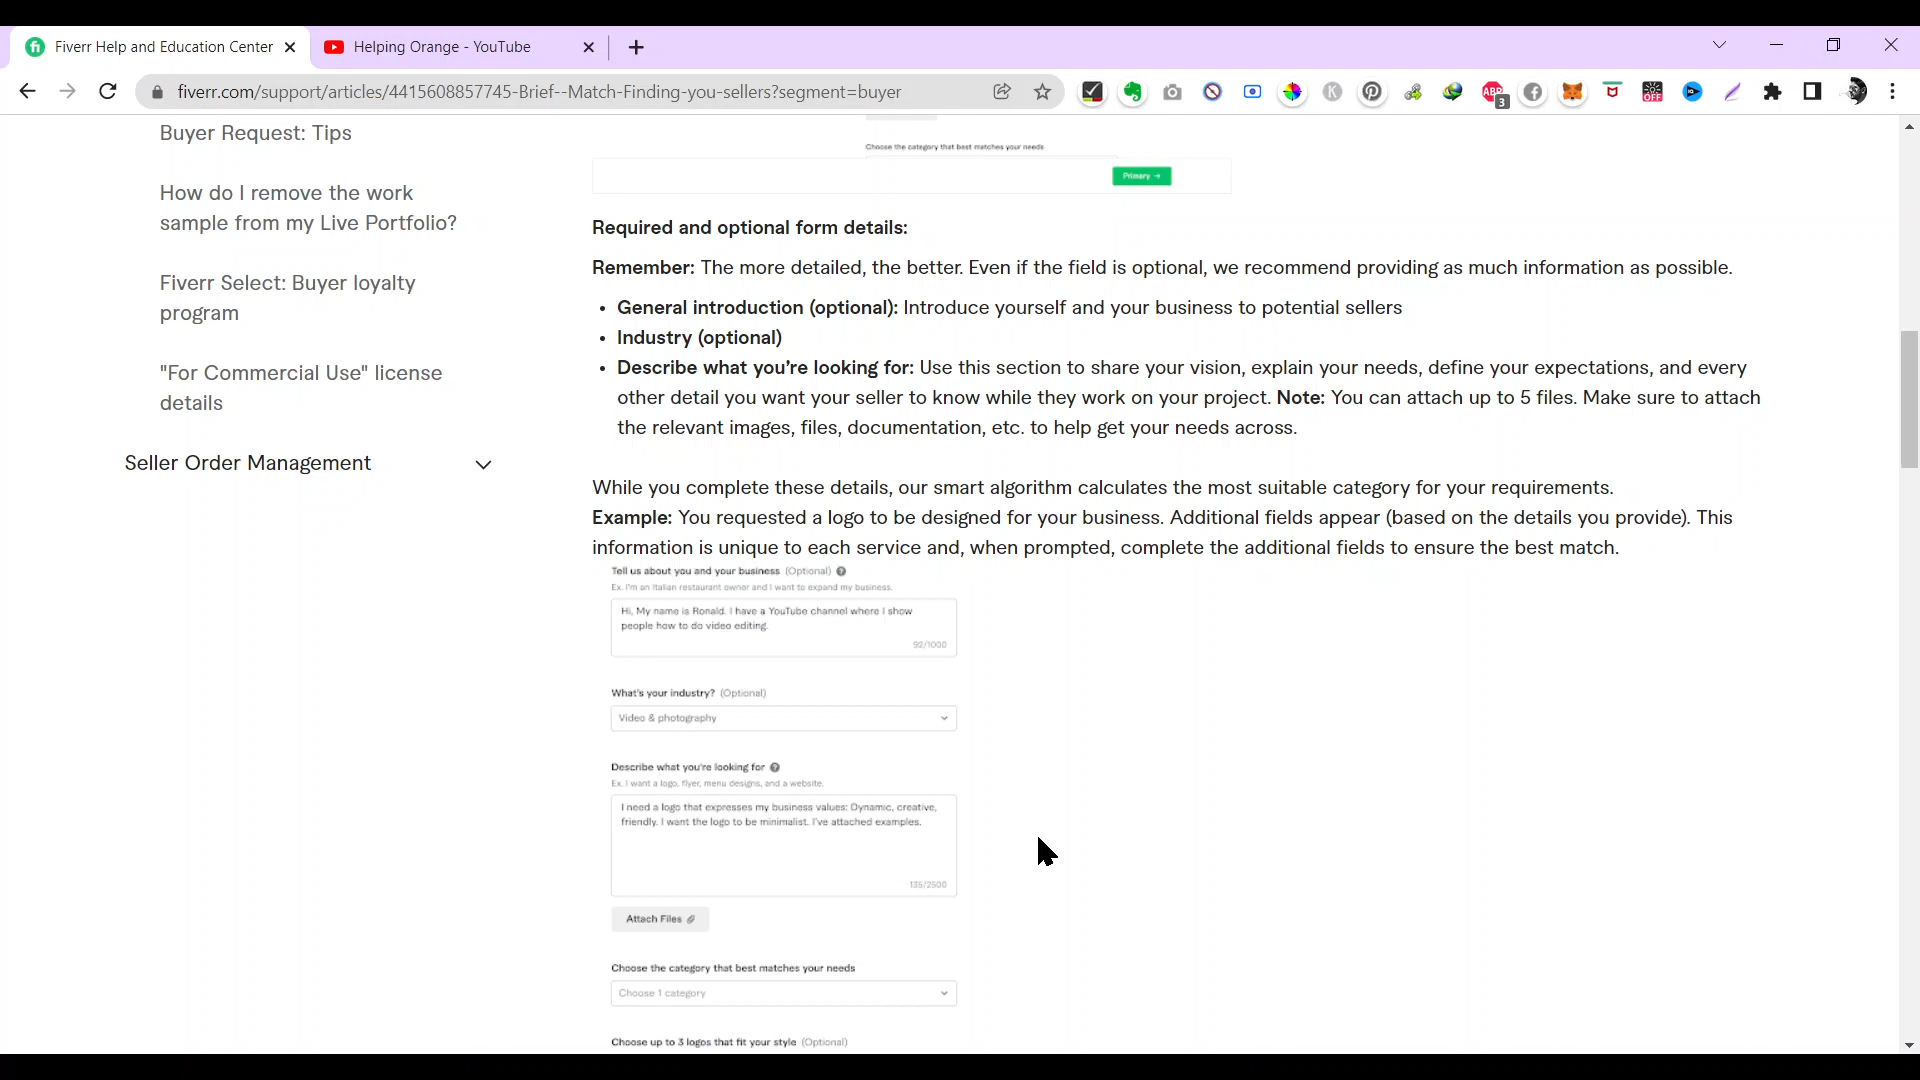 Fiverr Help and Education Center
Helping Orange - YouTube
fiverr.com/support/articles/4415608857745-Brief--Match-Finding-you-sellers?segment=buyer
ABP
3
OFF
Buyer Request: Tips
How do I remove the work
sample from my Live Portfolio?
Fiverr Select: Buyer loyalty
program
"For Commercial Use" license
details
Seller Order Management
Choose the category that best matches your needs
Primary →
Required and optional form details:
Remember: The more detailed, the better. Even if the field is optional, we recommend providing as much information as possible.
• General introduction (optional): Introduce yourself and your business to potential sellers
• Industry (optional)
• Describe what you’re looking for: Use this section to share your vision, explain your needs, define your expectations, and every
other detail you want your seller to know while they work on your project. Note: You can attach up to 5 files. Make sure to attach
the relevant images, files, documentation, etc. to help get your needs across.
While you complete these details, our smart algorithm calculates the most suitable category for your requirements.
Example: You requested a logo to be designed for your business. Additional fields appear (based on the details you provide). This
information is unique to each service and, when prompted, complete the additional fields to ensure the best match.
Tell us about you and your business (Optional)
Ex. I'm an Italian restaurant owner and I want to expand my business.
Hi, My name is Ronald. I have a YouTube channel where I show
people how to do video editing.
92/1000
What's your industry? (Optional)
Video & photography
Describe what you're looking for
Ex. I want a logo, flyer, menu designs, and a website.
I need a logo that expresses my business values: Dynamic, creative,
friendly. I want the logo to be minimalist. I've attached examples.
135/2500
Attach Files
Choose the category that best matches your needs
Choose 1 category
Choose up to 3 logos that fit your style (Optional)